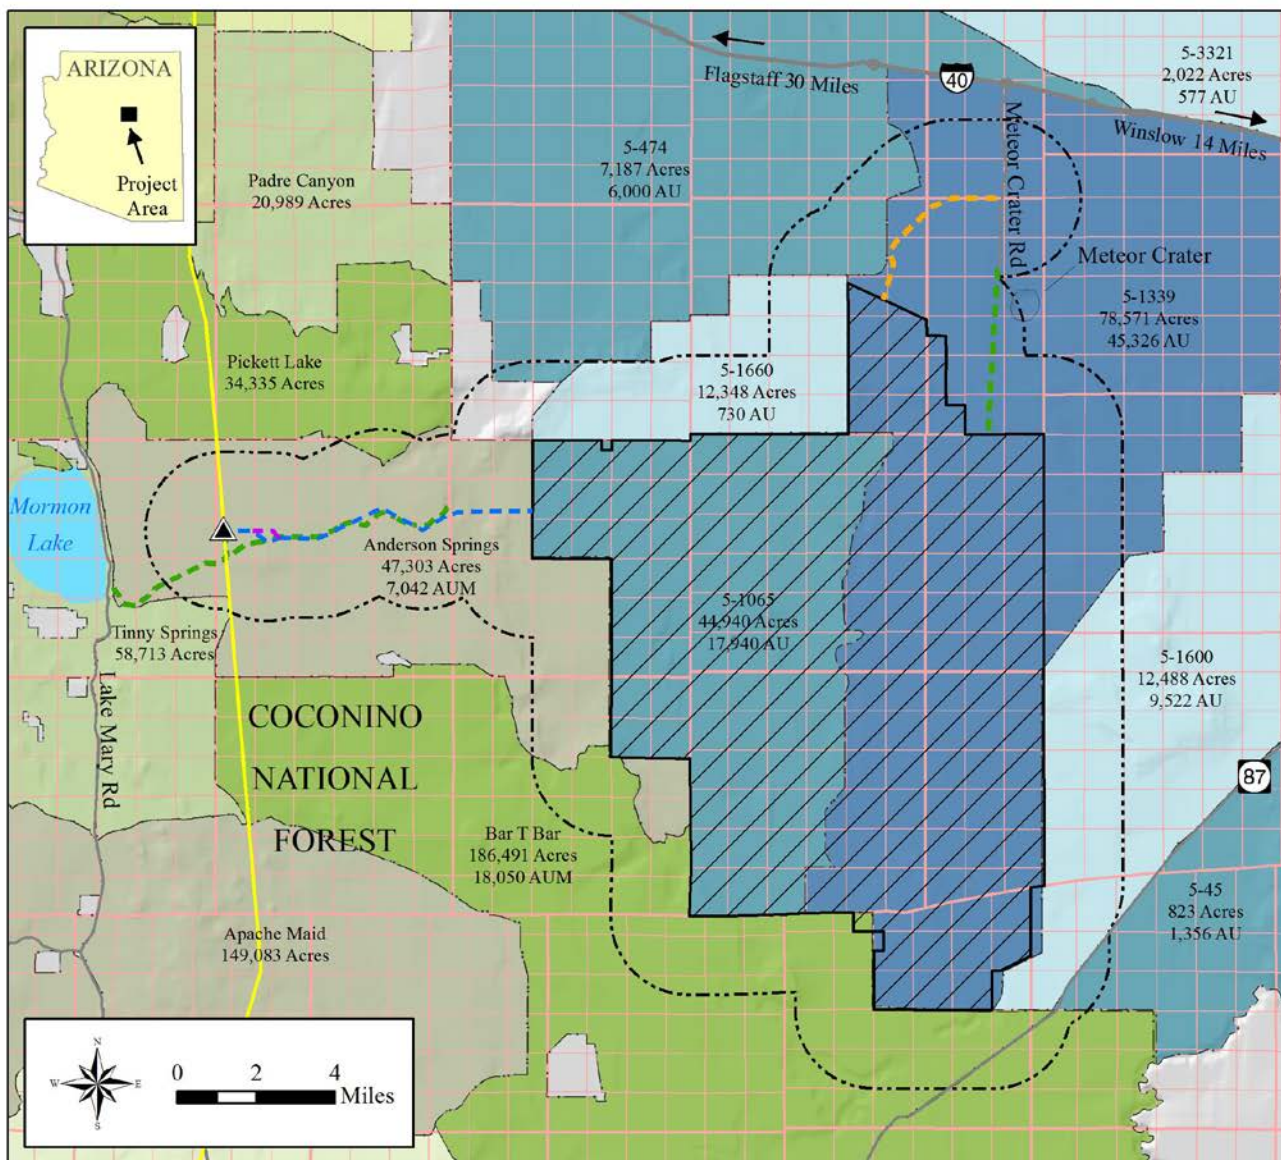 ARIZONA
Project
Area
Flagstaff 30 Miles
40
5-3321
2,022 Acres
577 AU
Winslow 14 Miles
Meteor Crater Rd
5-474
7,187 Acres
6,000 AU
Padre Canyon
20,989 Acres
Meteor Crater
5-1339
78,571 Acres
45,326 AU
Pickett Lake
34,335 Acres
5-1660
12,348 Acres
730 AU
Mormon
Lake
Anderson Springs
47,303 Acres
7,042 AUM
5-1065
44,940 Acres
17,940 AU
Tinny Springs
58,713 Acres
5-1600
12,488 Acres
9,522 AU
Lake Mary Rd
COCONINO
NATIONAL
FOREST
87
Bar T Bar
186,491 Acres
18,050 AUM
5-45
823 Acres
1,356 AU
Apache Maid
149,083 Acres
N
W
E
S
0 2 4
Miles